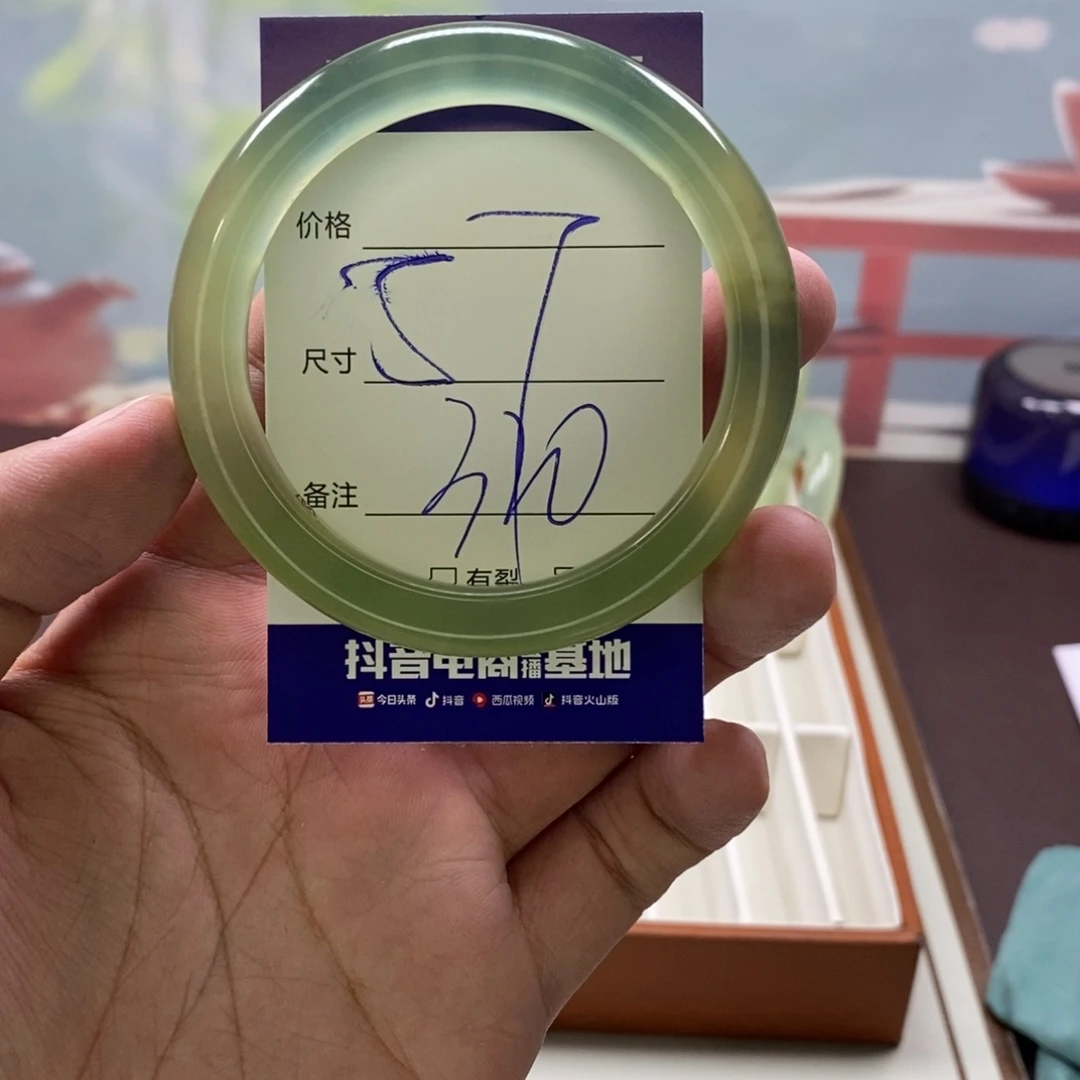 价格
57
尺寸
备注
有裂
抖音电商直播基地
今日头条 抖音 西瓜视频 抖音火山版